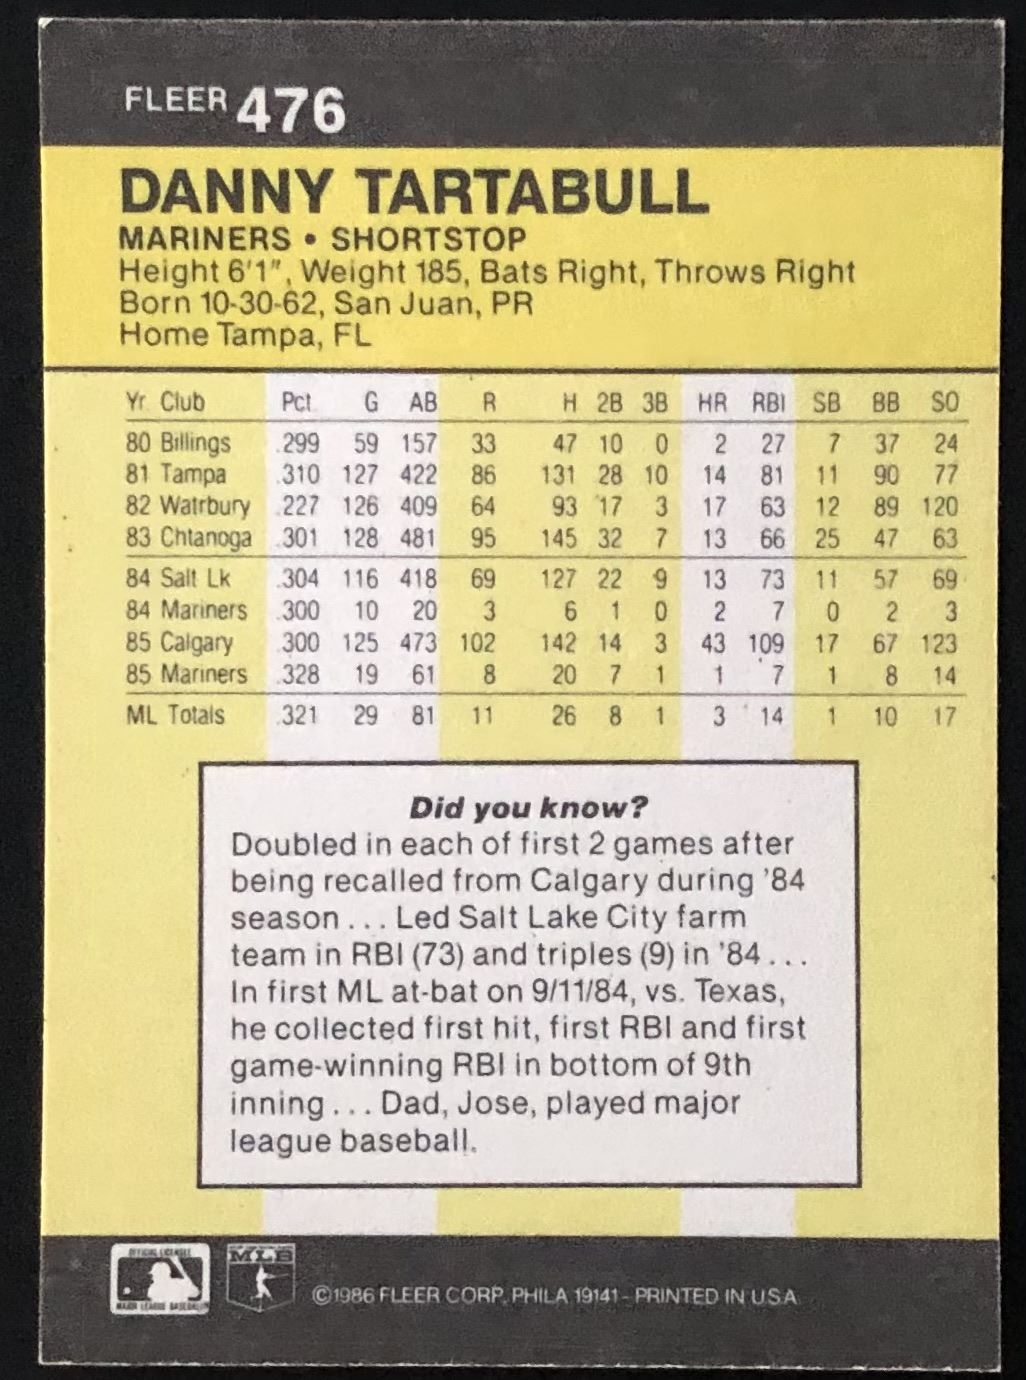 FLEER 476
DANNY TARTABULL
MARINERS • SHORTSTOP
Height 6'1", Weight 185, Bats Right, Throws Right
Born 10-30-62, San Juan, PR
Home Tampa, FL
Yr Club Pct G AB R H 2B 3B HR RBI SB BB SO
80 Billings .299 59 157 33 47 10 0 2 27 7 37 24
81 Tampa .310 127 422 86 131 28 10 14 81 11 90 77
82 Watrbury .227 126 409 64 93 17 3 17 63 12 89 120
83 Chtanoga .301 128 481 95 145 32 7 13 66 25 47 63
84 Salt Lk .304 116 418 69 127 22 9 13 73 11 57 69
84 Mariners .300 10 20 3 6 1 0 2 7 0 2 3
85 Calgary .300 125 473 102 142 14 3 43 109 17 67 123
85 Mariners .328 19 61 8 20 7 1 1 7 1 8 14
ML Totals .321 29 81 11 26 8 1 3 14 1 10 17
Did you know?
Doubled in each of first 2 games after
being recalled from Calgary during '84
season . . . Led Salt Lake City farm
team in RBI (73) and triples (9) in '84 . . .
In first ML at-bat on 9/11/84, vs. Texas,
he collected first hit, first RBI and first
game-winning RBI in bottom of 9th
inning . . . Dad, Jose, played major
league baseball.
OFFICIAL LICENSEE
MAJOR LEAGUE BASEBALL
MLB
©1986 FLEER CORP. PHILA 19141 - PRINTED IN U.S.A.